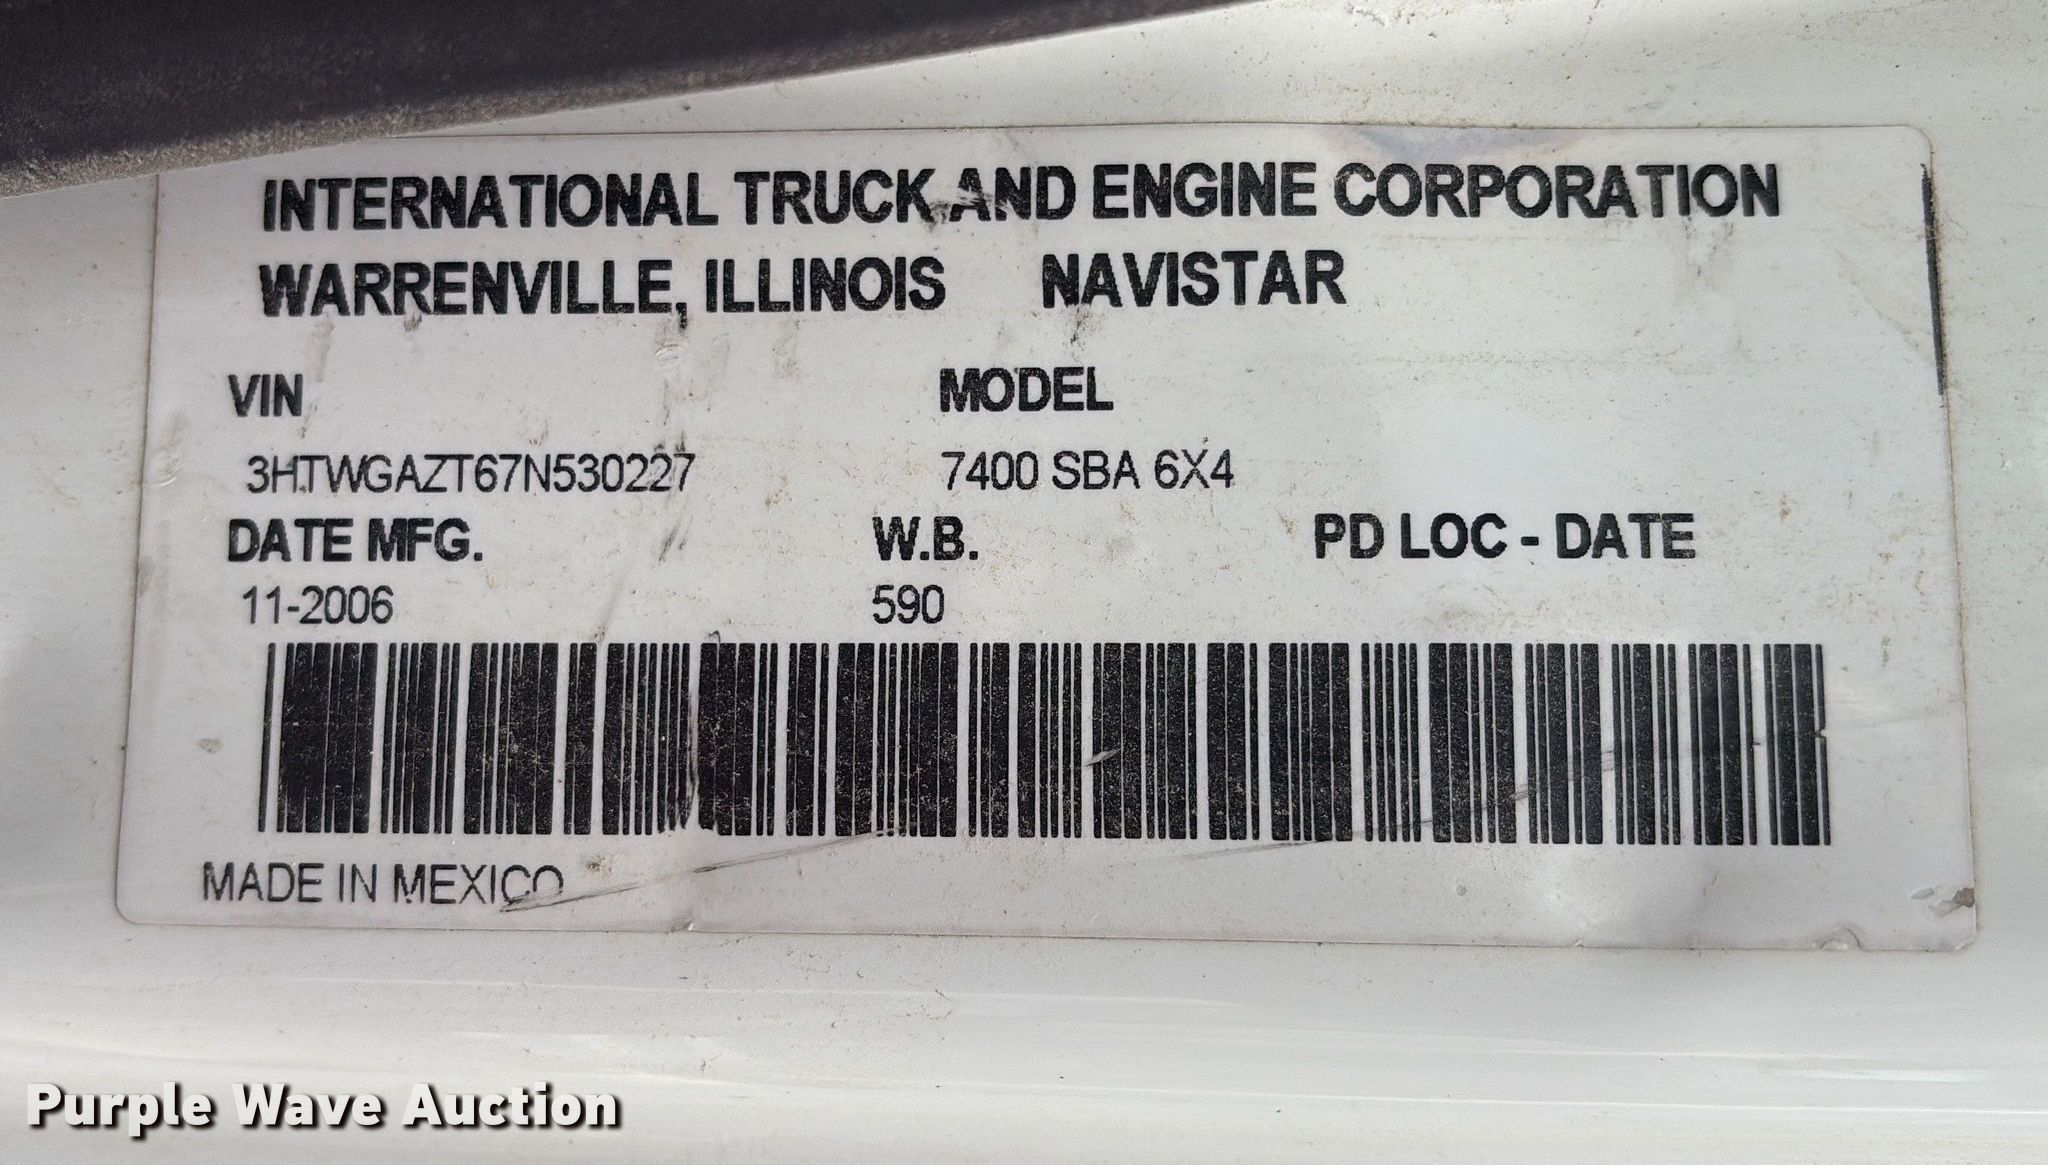 INTERNATIONAL TRUCK AND ENGINE CORPORATION
WARRENVILLE, ILLINOIS NAVISTAR
VIN MODEL
3HTWGAZT67N530227 7400 SBA 6X4
DATE MFG. W.B. PD LOC - DATE
11-2006 590
MADE IN MEXICO
Purple Wave Auction